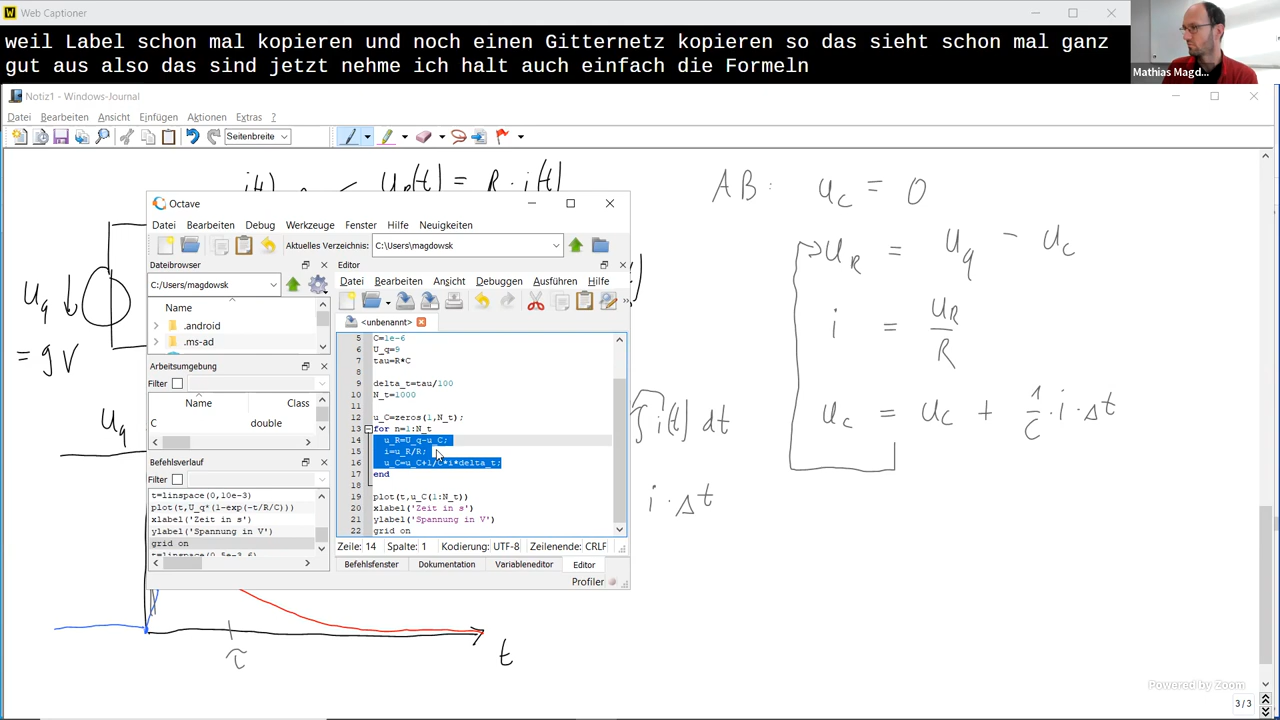 Web Captioner
weil Label schon mal kopieren und noch einen Gitternetz kopieren so das sieht schon mal ganz
gut aus also das sind jetzt nehme ich halt auch einfach die Formeln
Mathias Magd...
Notiz1 - Windows-Journal
Datei Bearbeiten Ansicht Einfügen Aktionen Extras ?
Seitenbreite
i(t)
u_R(t) = R · i(t)
AB: u_C = 0
u_R = U_q - u_C
i = u_R/R
u_C = u_C + 1/C · i · Δt
∫ i(t) dt
i · Δt
U_q
= 9V
u_q
τ
t
Octave
Datei Bearbeiten Debug Werkzeuge Fenster Hilfe Neuigkeiten
Aktuelles Verzeichnis: C:\Users\magdowsk
Dateibrowser
C:/Users/magdowsk
Name
.android
.ms-ad
Arbeitsumgebung
Filter
Name Class
C double
Befehlsverlauf
Filter
t=linspace(0,10e-3)
plot(t,U_q*(1-exp(-t/R/C)))
xlabel('Zeit in s')
ylabel('Spannung in V')
grid on
Editor
Datei Bearbeiten Ansicht Debuggen Ausführen Hilfe
<unbenannt>
5 C=1e-6
6 U_q=9
7 tau=R*C
8
9 delta_t=tau/100
10 N_t=1000
11
12 u_C=zeros(1,N_t);
13 for n=1:N_t
14 u_R=U_q-u_C;
15 i=u_R/R;
16 u_C=u_C+1/C*i*delta_t;
17 end
18
19 plot(t,u_C(1:N_t))
20 xlabel('Zeit in s')
21 ylabel('Spannung in V')
22 grid on
Zeile: 14 Spalte: 1 Kodierung: UTF-8 Zeilenende: CRLF
Befehlsfenster Dokumentation Variableneditor Editor
Profiler
Powered by Zoom
3 / 3